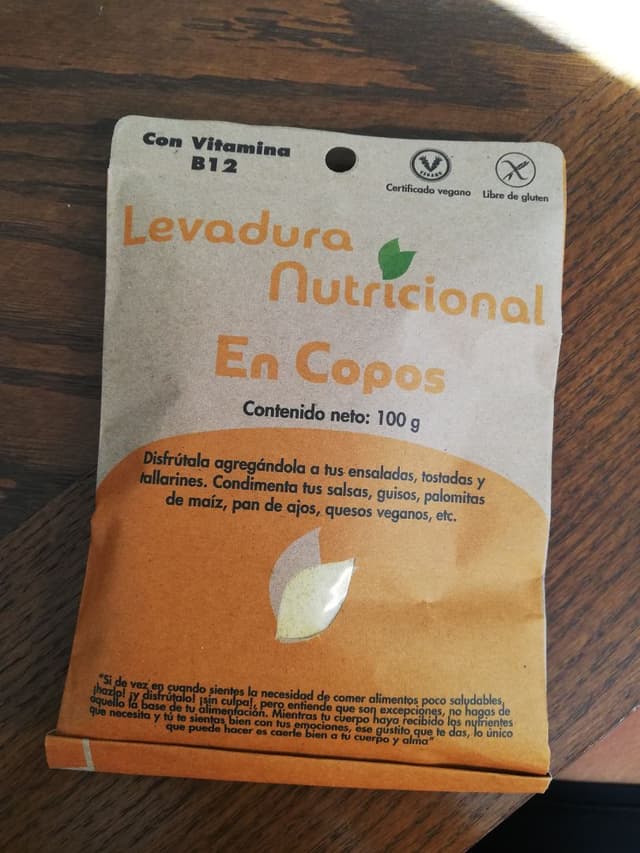 Con Vitamina
B12
VEGANO
Certificado vegano
Libre de gluten
Levadura
Nutricional
En Copos
Contenido neto: 100 g
Disfrútala agregándola a tus ensaladas, tostadas y
tallarines. Condimenta tus salsas, guisos, palomitas
de maíz, pan de ajos, quesos veganos, etc.
"Si de vez en cuando sientes la necesidad de comer alimentos poco saludables,
¡hazlo! ¡y disfrútalo! ¡sin culpa!, pero entiende que son excepciones, no hagas de
aquello la base de tu alimentación. Mientras tu cuerpo haya recibido los nutrientes
que necesita y tú te sientas bien con tus emociones, ese gustito que te das, lo único
que puede hacer es caerle bien a tu cuerpo y alma"